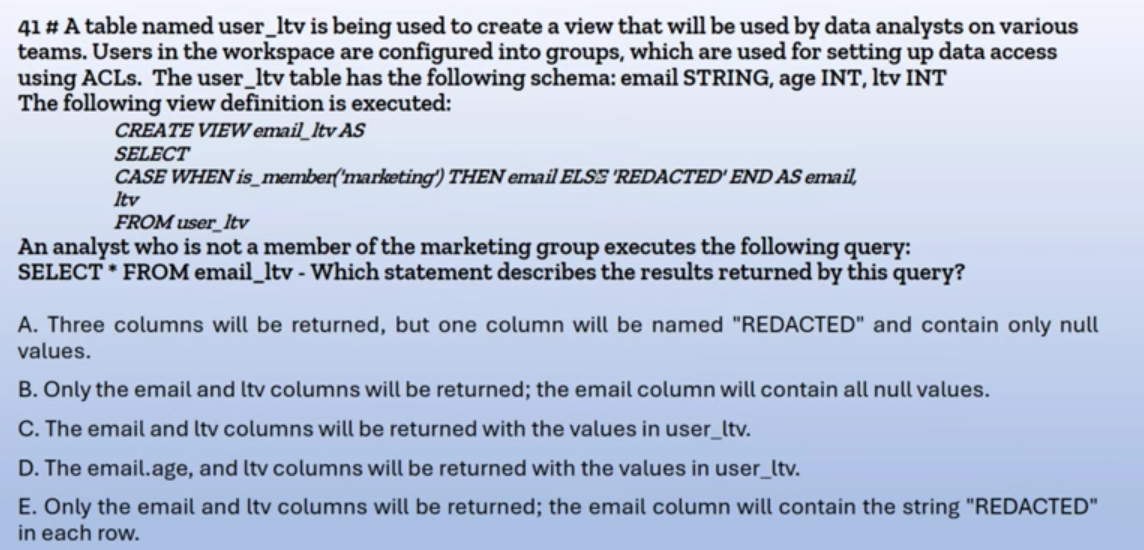 41 # A table named user_ltv is being used to create a view that will be used by data analysts on various
teams. Users in the workspace are configured into groups, which are used for setting up data access
using ACLs. The user_ltv table has the following schema: email STRING, age INT, ltv INT
The following view definition is executed:
CREATE VIEW email_ltv AS
SELECT
CASE WHEN is_member('marketing') THEN email ELSE 'REDACTED' END AS email,
ltv
FROM user_ltv
An analyst who is not a member of the marketing group executes the following query:
SELECT * FROM email_ltv - Which statement describes the results returned by this query?
A. Three columns will be returned, but one column will be named "REDACTED" and contain only null
values.
B. Only the email and ltv columns will be returned; the email column will contain all null values.
C. The email and ltv columns will be returned with the values in user_ltv.
D. The email.age, and ltv columns will be returned with the values in user_ltv.
E. Only the email and ltv columns will be returned; the email column will contain the string "REDACTED"
in each row.